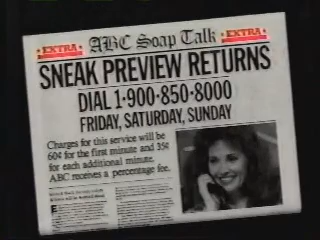 EXTRA
ABC Soap Talk
EXTRA
SNEAK PREVIEW RETURNS
DIAL 1·900·850·8000
FRIDAY, SATURDAY, SUNDAY
Charges for this service will be
60¢ for the first minute and 35¢
for each additional minute.
ABC receives a percentage fee.